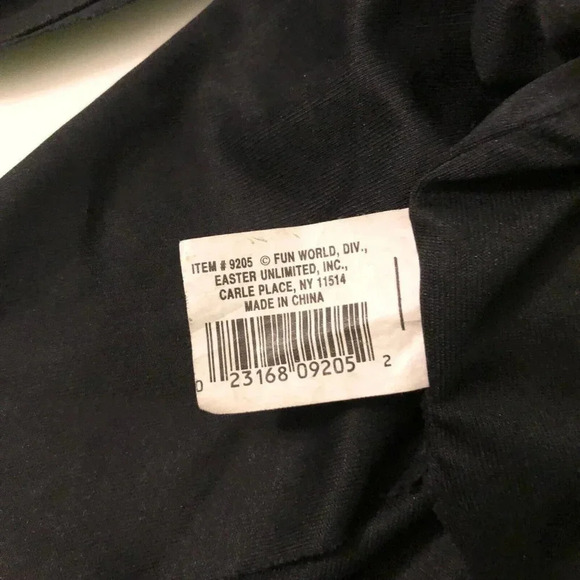 ITEM # 9205 © FUN WORLD, DIV.,
EASTER UNLIMITED, INC.,
CARLE PLACE, NY 11514
MADE IN CHINA
0 23168 09205 2